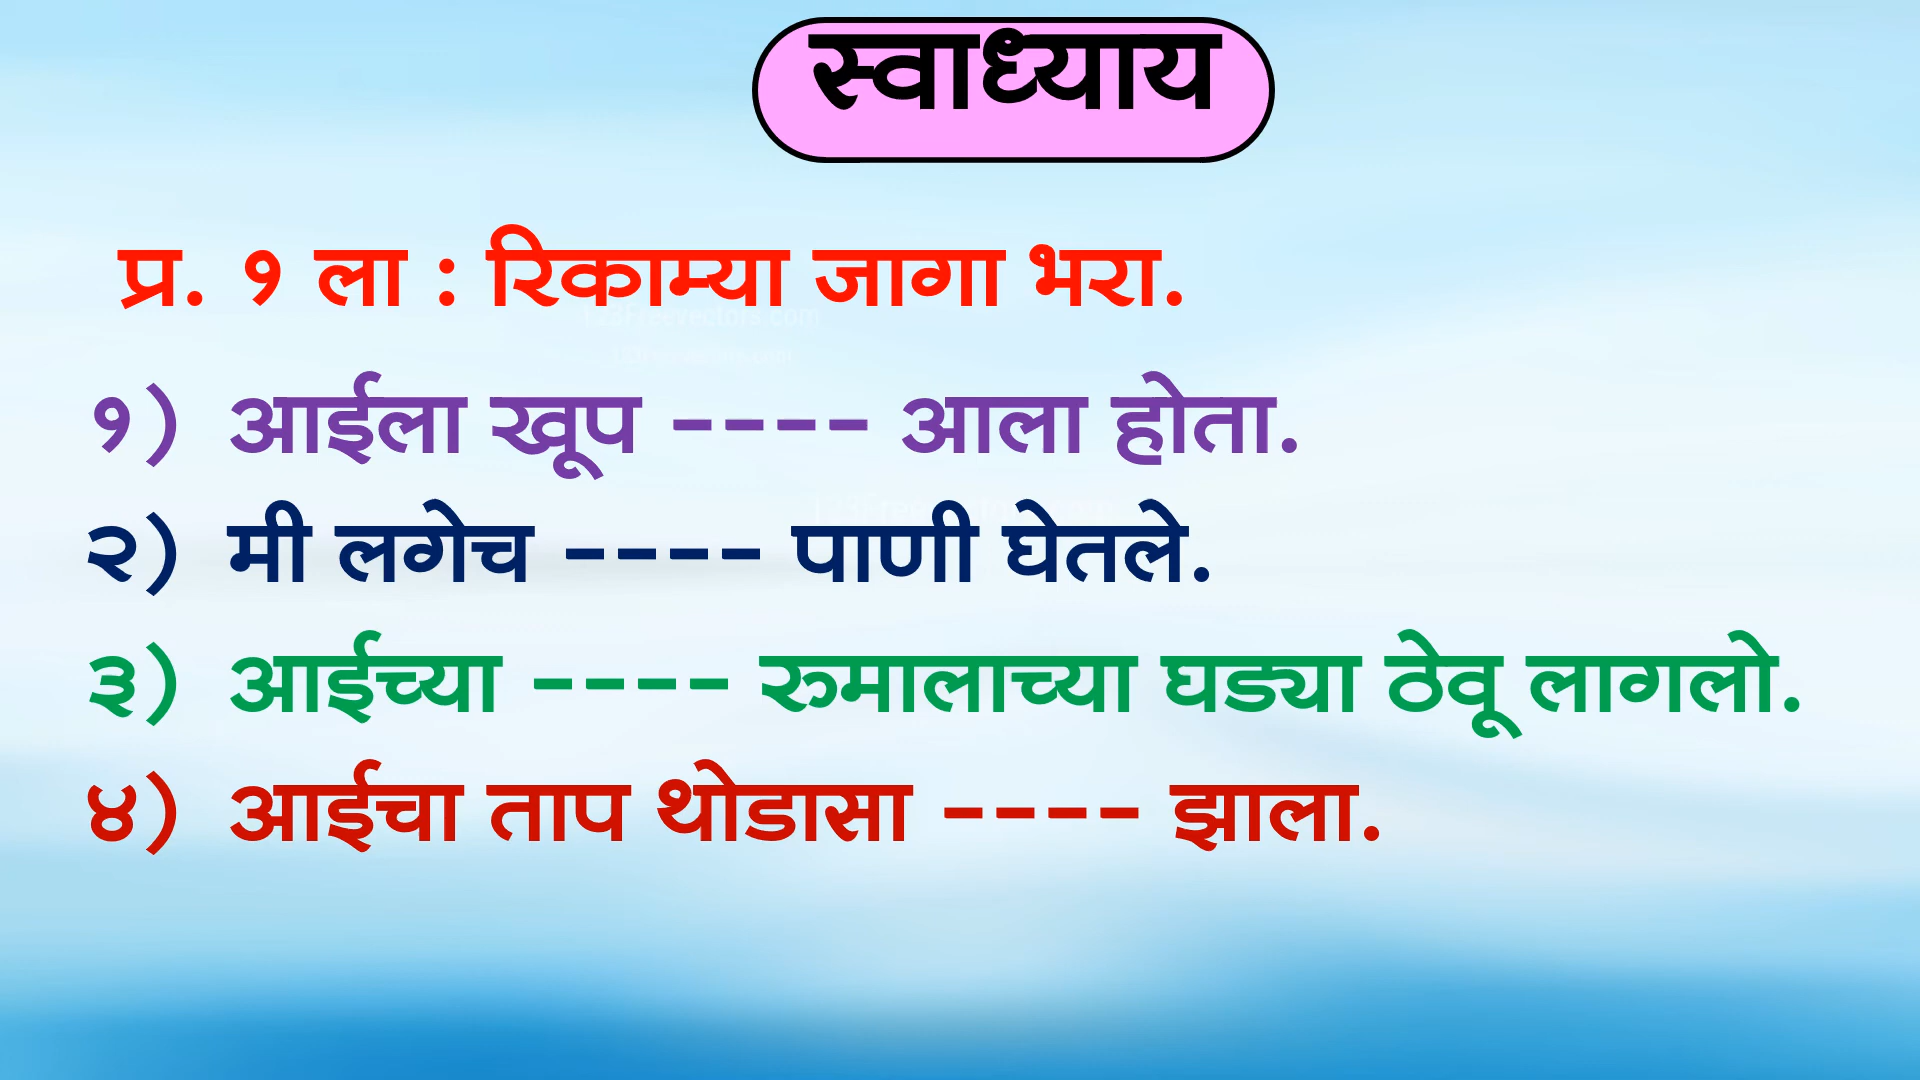 स्वाध्याय
प्र. १ ला : रिकाम्या जागा भरा.
१) आईला खूप ---- आला होता.
२) मी लगेच ---- पाणी घेतले.
३) आईच्या ---- रुमालाच्या घड्या ठेवू लागलो.
४) आईचा ताप थोडासा ---- झाला.